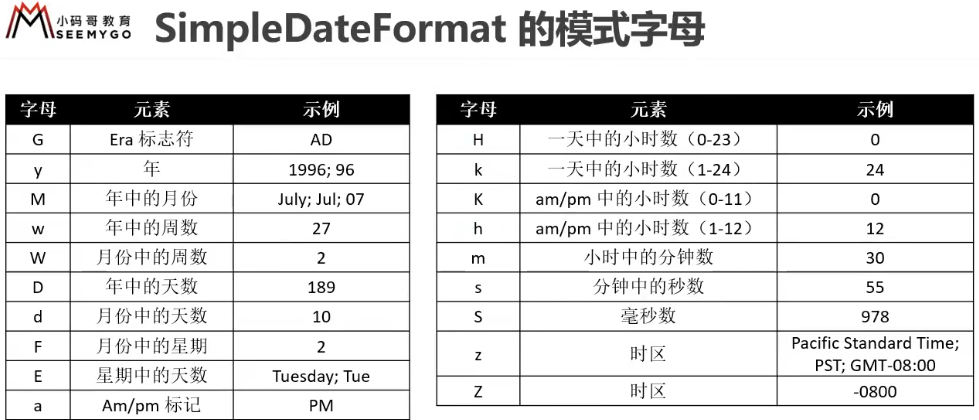 小码哥教育
SEEMYGO
SimpleDateFormat 的模式字母
字母 元素 示例
G Era 标志符 AD
y 年 1996; 96
M 年中的月份 July; Jul; 07
w 年中的周数 27
W 月份中的周数 2
D 年中的天数 189
d 月份中的天数 10
F 月份中的星期 2
E 星期中的天数 Tuesday; Tue
a Am/pm 标记 PM
字母 元素 示例
H 一天中的小时数（0-23） 0
k 一天中的小时数（1-24） 24
K am/pm 中的小时数（0-11） 0
h am/pm 中的小时数（1-12） 12
m 小时中的分钟数 30
s 分钟中的秒数 55
S 毫秒数 978
z 时区 Pacific Standard Time;
PST; GMT-08:00
Z 时区 -0800